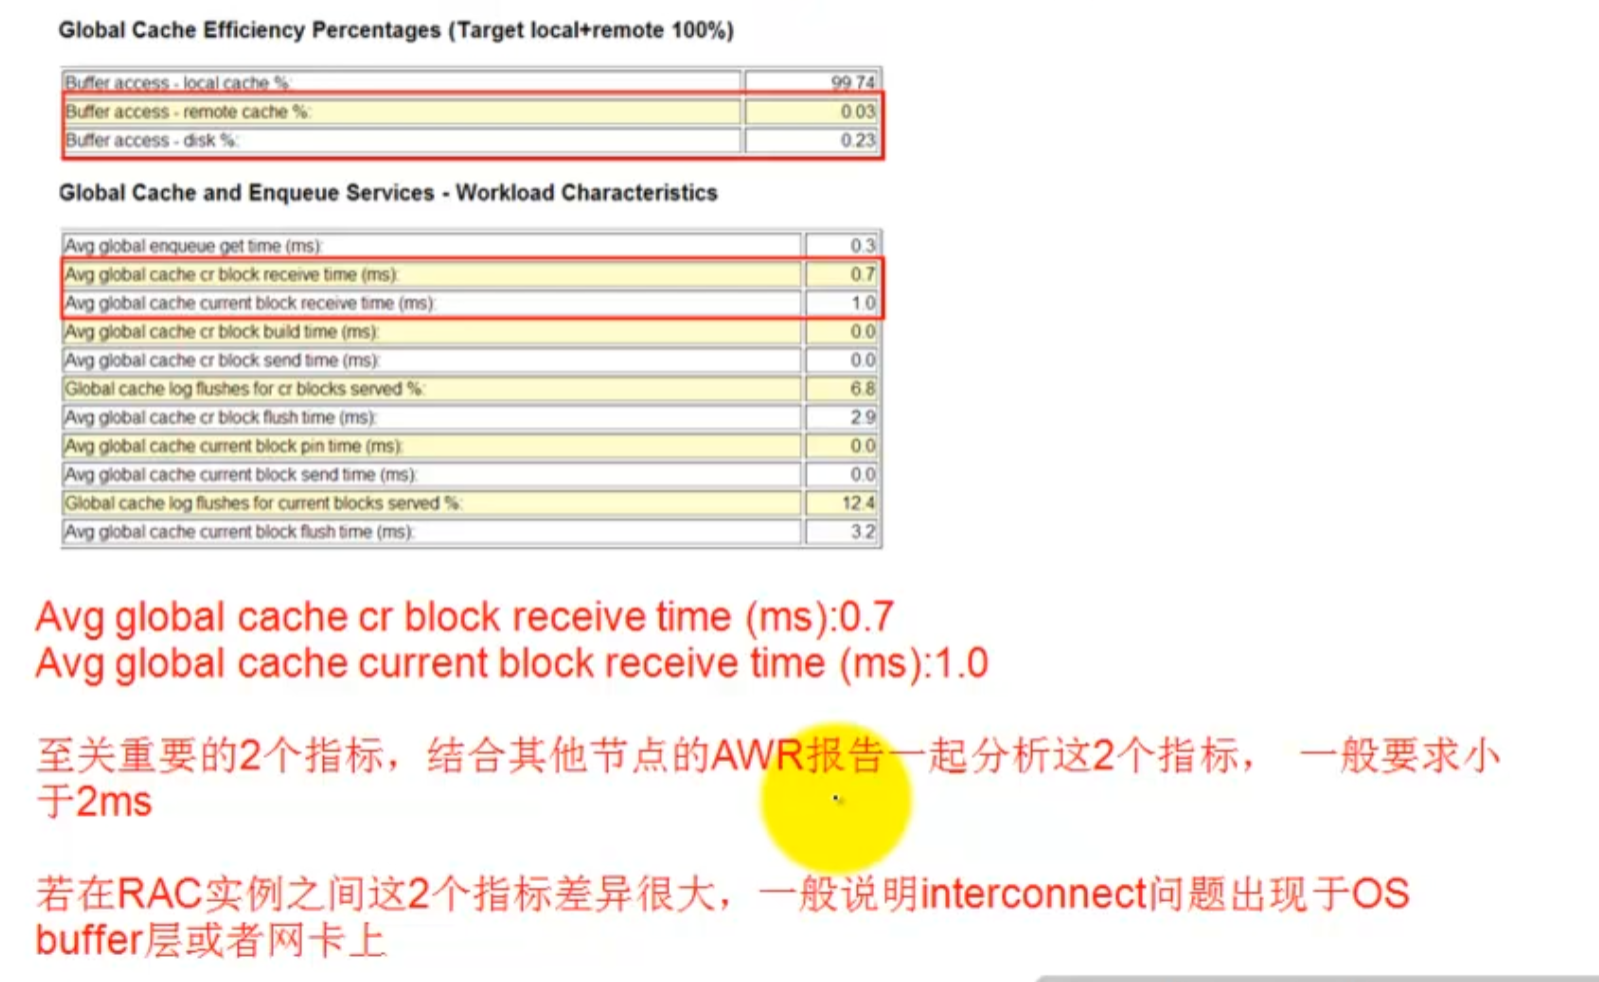 Global Cache Efficiency Percentages (Target local+remote 100%)
Buffer access - local cache %: 99.74
Buffer access - remote cache %: 0.03
Buffer access - disk %: 0.23
Global Cache and Enqueue Services - Workload Characteristics
Avg global enqueue get time (ms): 0.3
Avg global cache cr block receive time (ms): 0.7
Avg global cache current block receive time (ms): 1.0
Avg global cache cr block build time (ms): 0.0
Avg global cache cr block send time (ms): 0.0
Global cache log flushes for cr blocks served %: 6.8
Avg global cache cr block flush time (ms): 2.9
Avg global cache current block pin time (ms): 0.0
Avg global cache current block send time (ms): 0.0
Global cache log flushes for current blocks served %: 12.4
Avg global cache current block flush time (ms): 3.2
Avg global cache cr block receive time (ms):0.7
Avg global cache current block receive time (ms):1.0
至关重要的2个指标，结合其他节点的AWR报告一起分析这2个指标， 一般要求小
于2ms
若在RAC实例之间这2个指标差异很大，一般说明interconnect问题出现于OS
buffer层或者网卡上